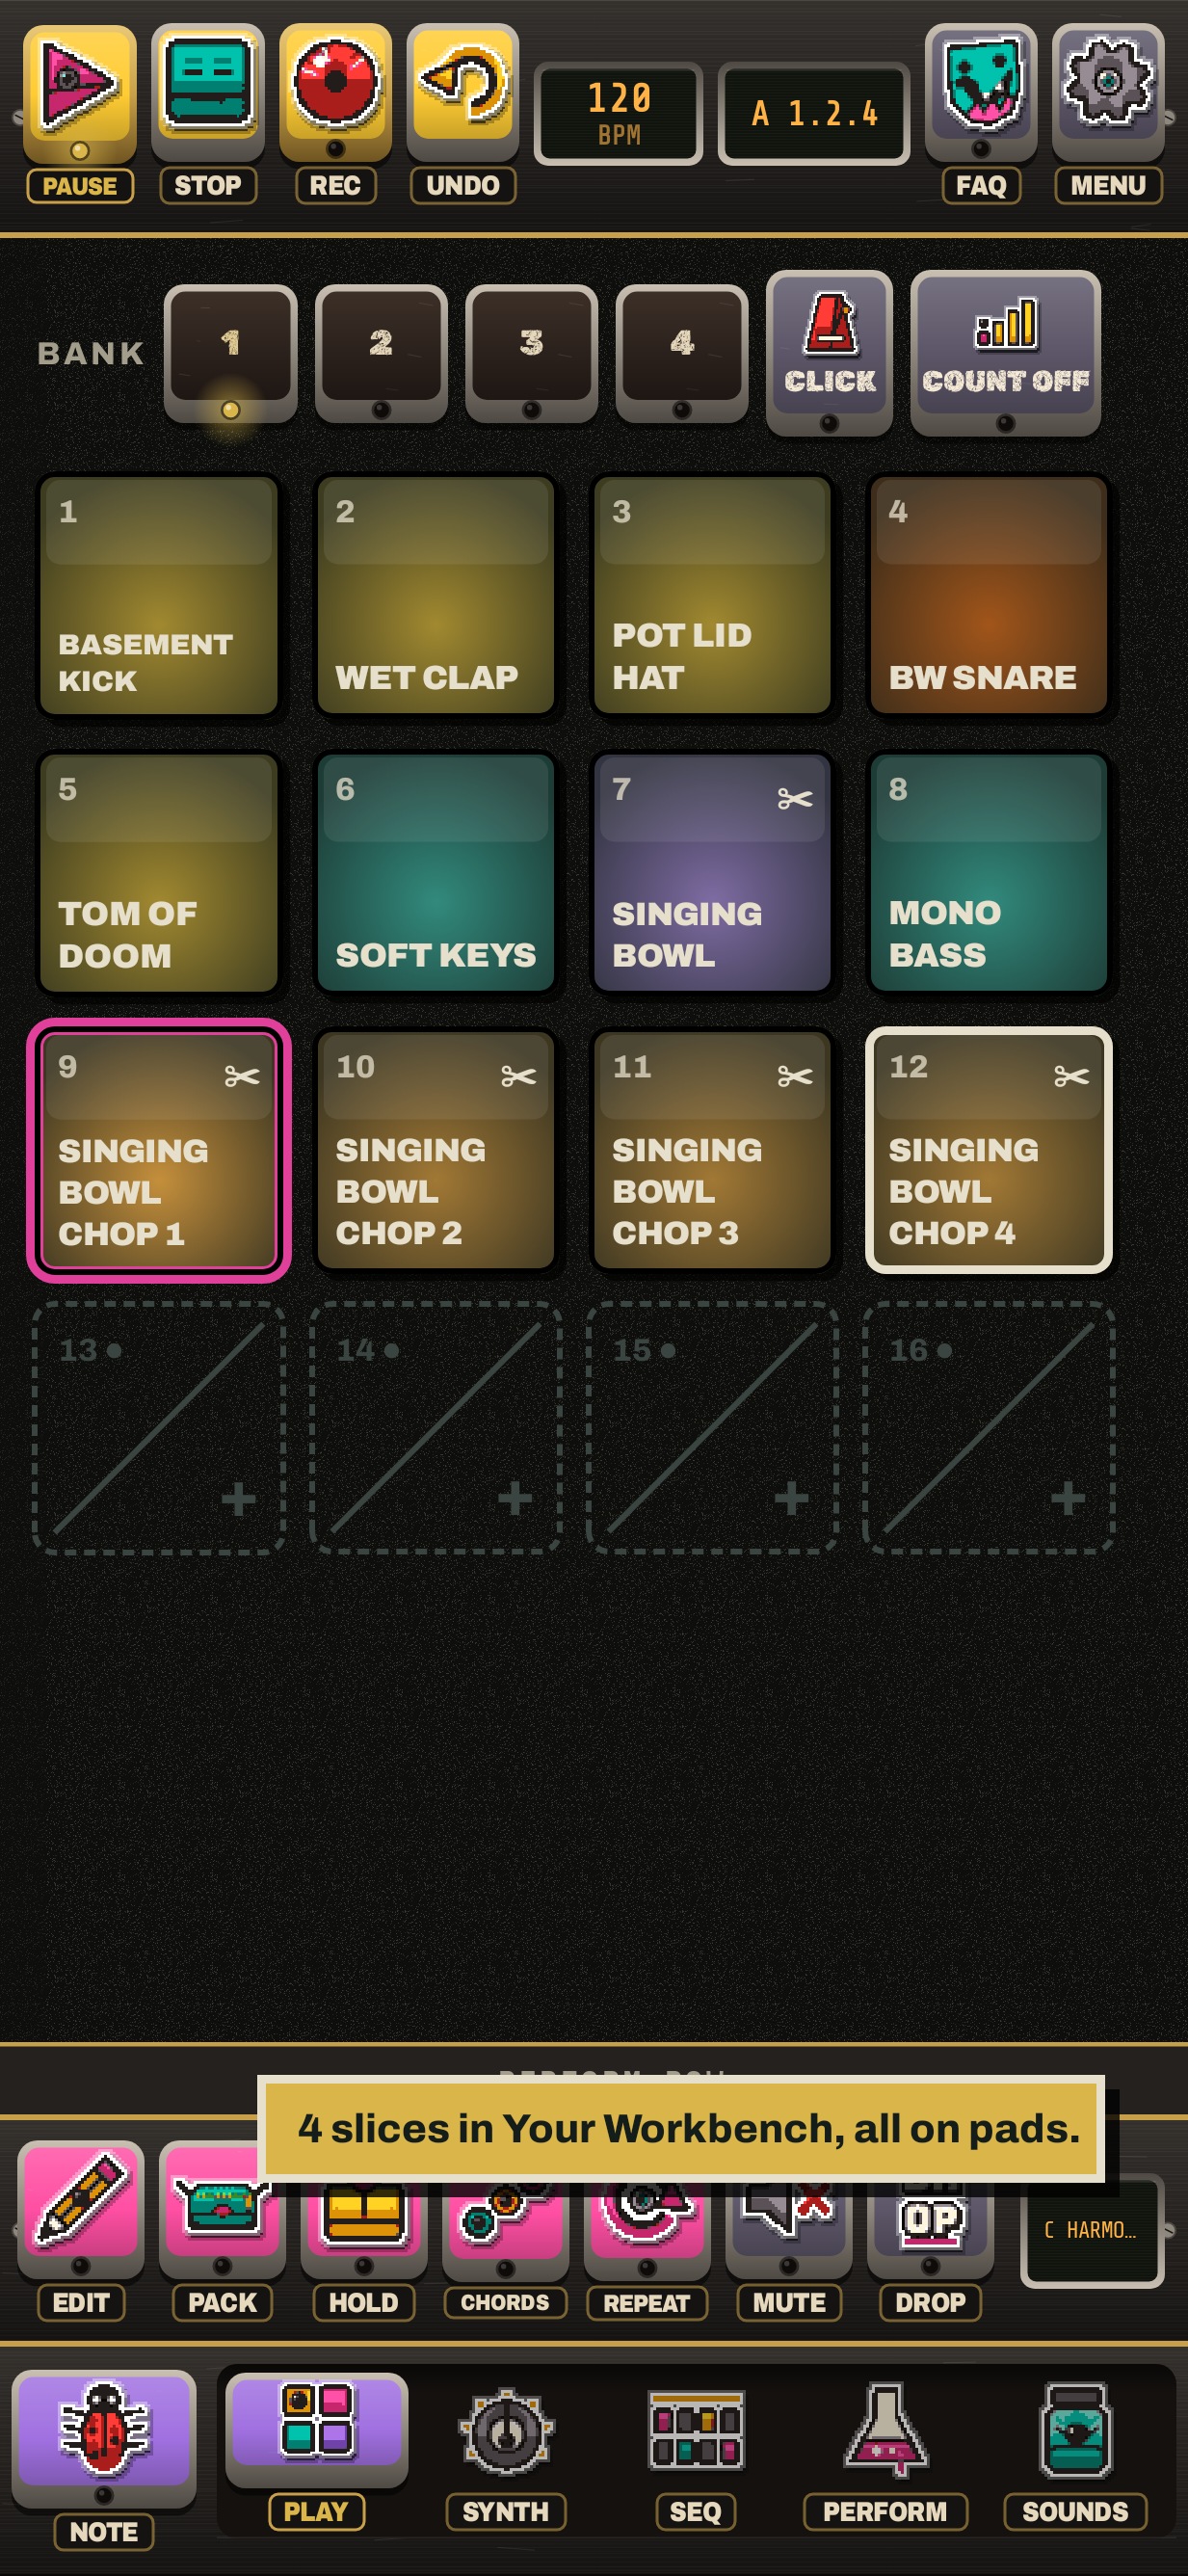 120
BPM
A 1.2.4
PAUSE STOP REC UNDO FAQ MENU
BANK 1 2 3 4 CLICK COUNT OFF
1 2 3 4
BASEMENT
KICK
WET CLAP
POT LID
HAT
BW SNARE
5 6 7 8
TOM OF
DOOM
SOFT KEYS
SINGING
BOWL
MONO
BASS
9 10 11 12
SINGING
BOWL
CHOP 1
SINGING
BOWL
CHOP 2
SINGING
BOWL
CHOP 3
SINGING
BOWL
CHOP 4
13 14 15 16
4 slices in Your Workbench, all on pads.
OP
C HARMO…
EDIT PACK HOLD CHORDS REPEAT MUTE DROP
NOTE PLAY SYNTH SEQ PERFORM SOUNDS